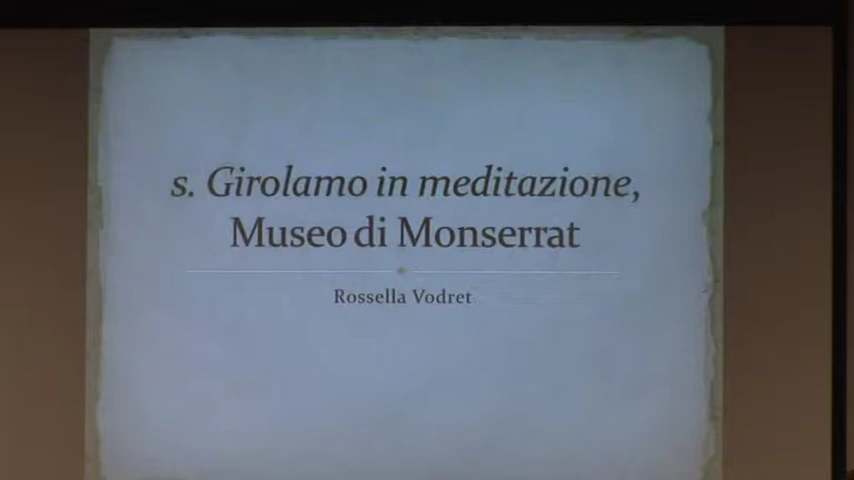 s. Girolamo in meditazione,
Museo di Monserrat
Rossella Vodret